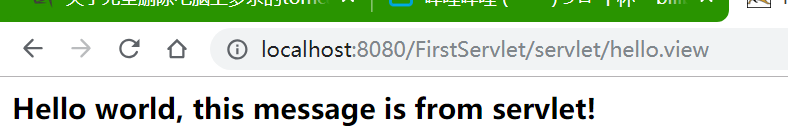 localhost:8080/FirstServlet/servlet/hello.view
Hello world, this message is from servlet!